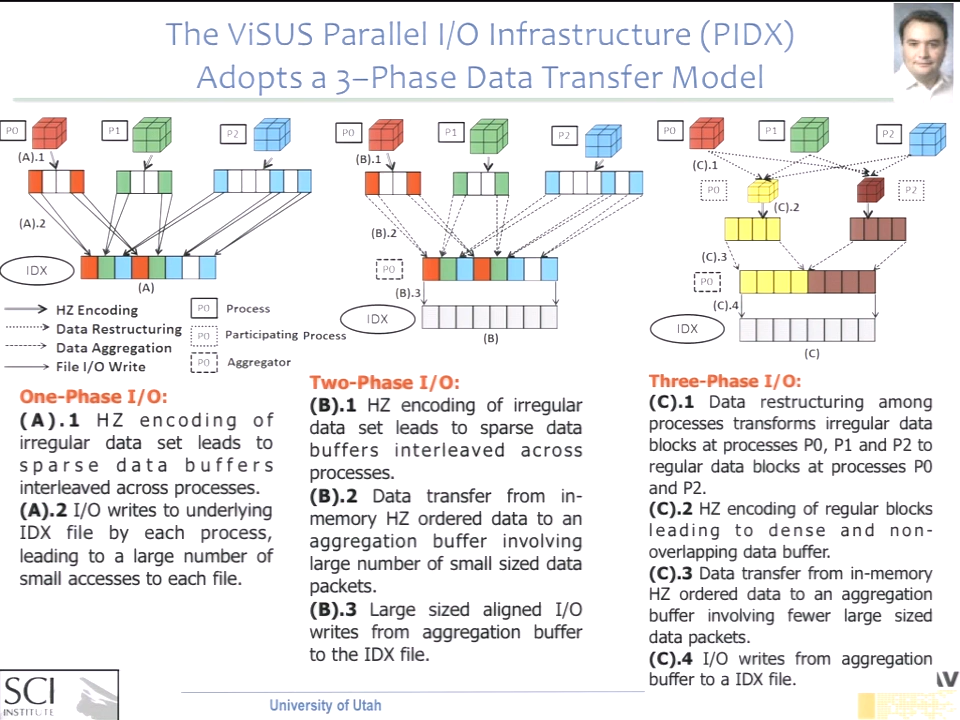 The ViSUS Parallel I/O Infrastructure (PIDX)
Adopts a 3–Phase Data Transfer Model
P0
P1
P2
(A).1
(A).2
IDX
(A)
P0
P1
P2
(B).1
(B).2
P0
(B).3
IDX
(B)
P0
P1
P2
(C).1
P0
P2
(C).2
(C).3
P0
(C).4
IDX
(C)
HZ Encoding
Data Restructuring
Data Aggregation
File I/O Write
P0 Process
P0 Participating Process
P0 Aggregator
One-Phase I/O:
(A).1 HZ encoding of
irregular data set leads to
sparse data buffers
interleaved across processes.
(A).2 I/O writes to underlying
IDX file by each process,
leading to a large number of
small accesses to each file.
Two-Phase I/O:
(B).1 HZ encoding of irregular
data set leads to sparse data
buffers interleaved across
processes.
(B).2 Data transfer from in-
memory HZ ordered data to an
aggregation buffer involving
large number of small sized data
packets.
(B).3 Large sized aligned I/O
writes from aggregation buffer
to the IDX file.
Three-Phase I/O:
(C).1 Data restructuring among
processes transforms irregular data
blocks at processes P0, P1 and P2 to
regular data blocks at processes P0
and P2.
(C).2 HZ encoding of regular blocks
leading to dense and non-
overlapping data buffer.
(C).3 Data transfer from in-memory
HZ ordered data to an aggregation
buffer involving fewer large sized
data packets.
(C).4 I/O writes from aggregation
buffer to a IDX file.
SCI
INSTITUTE
University of Utah